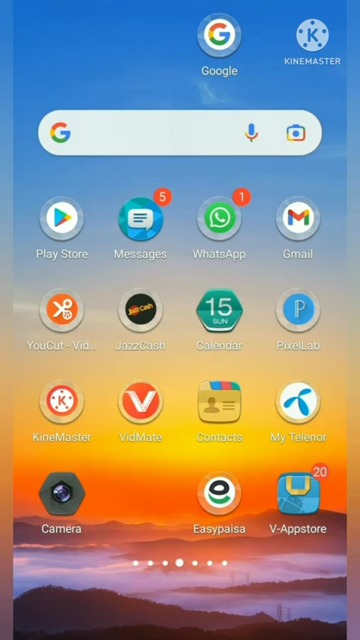 Google
KINEMASTER
5
1
Play Store
Messages
WhatsApp
Gmail
15
SUN
YouCut - Vid...
JazzCash
Calendar
PixelLab
KineMaster
VidMate
Contacts
My Telenor
20
Camera
Easypaisa
V-Appstore